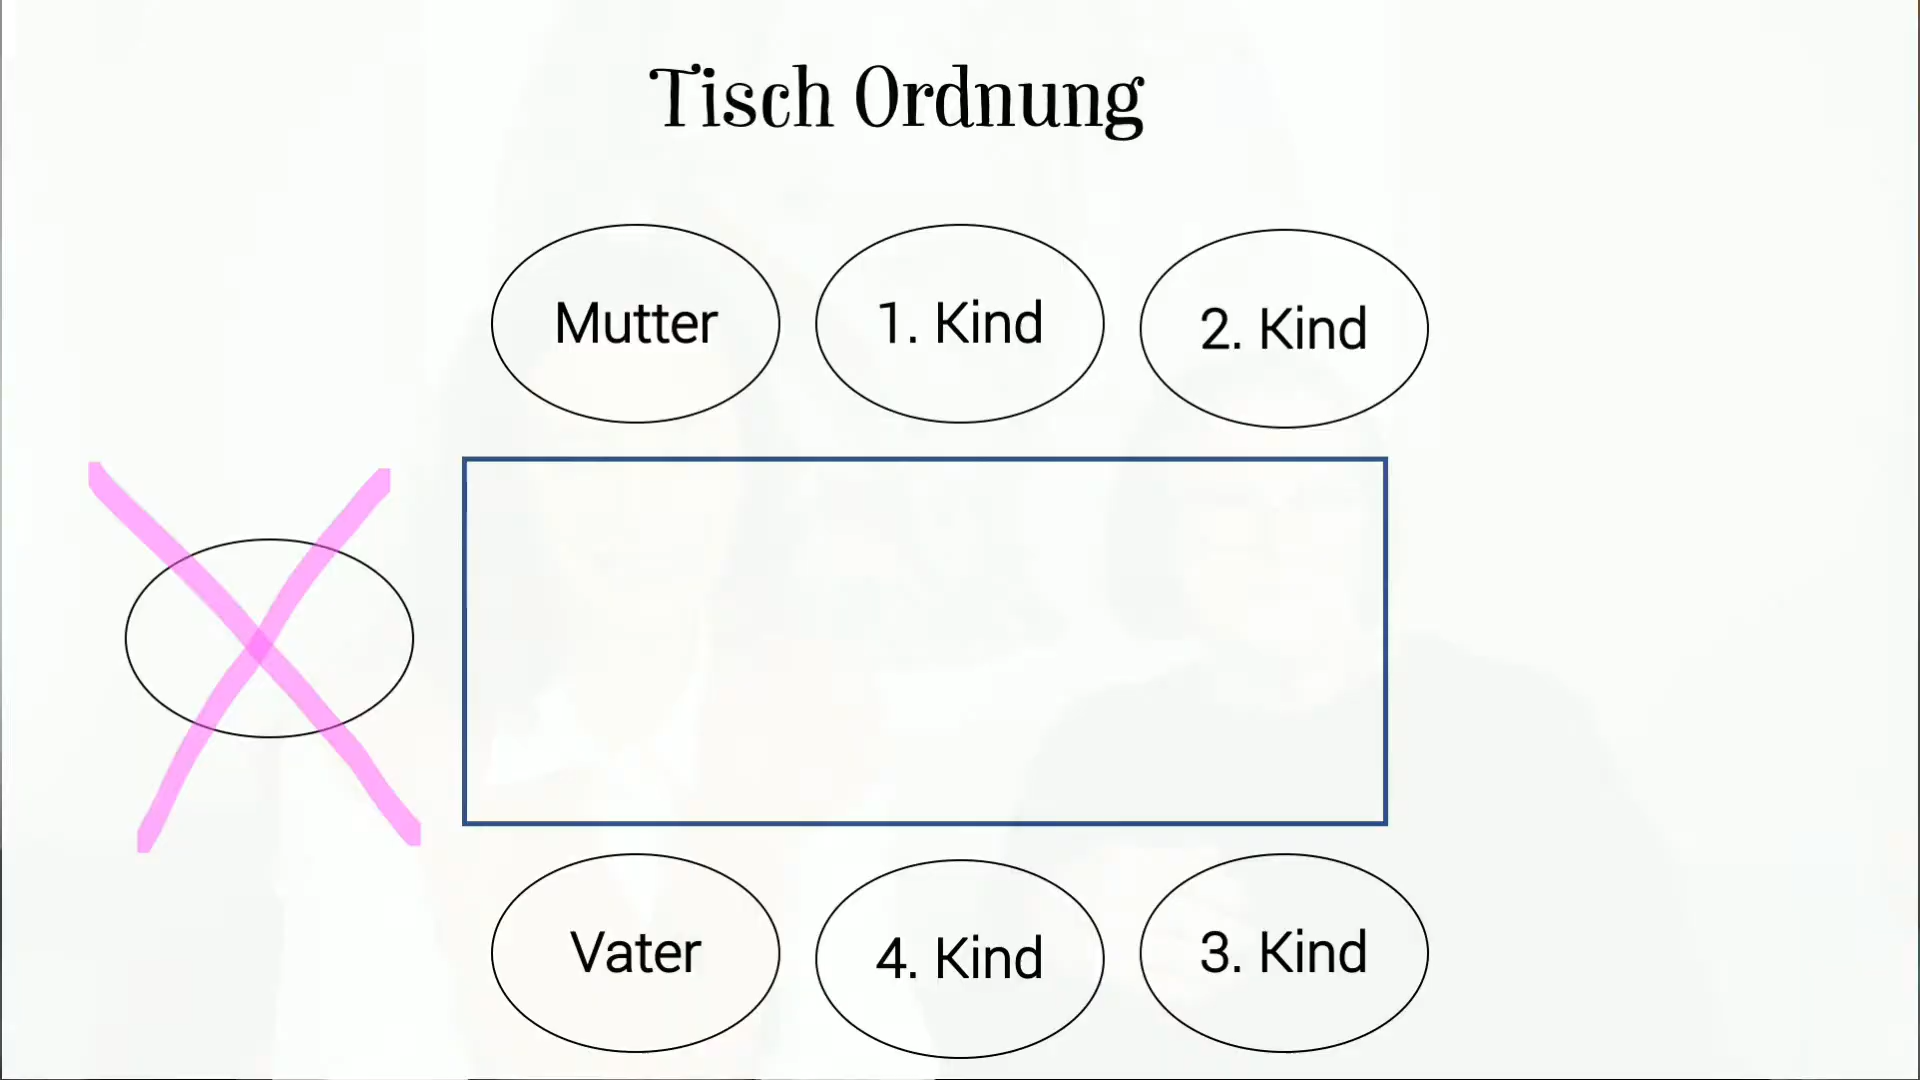 Tisch Ordnung
Mutter
1. Kind
2. Kind
Vater
4. Kind
3. Kind